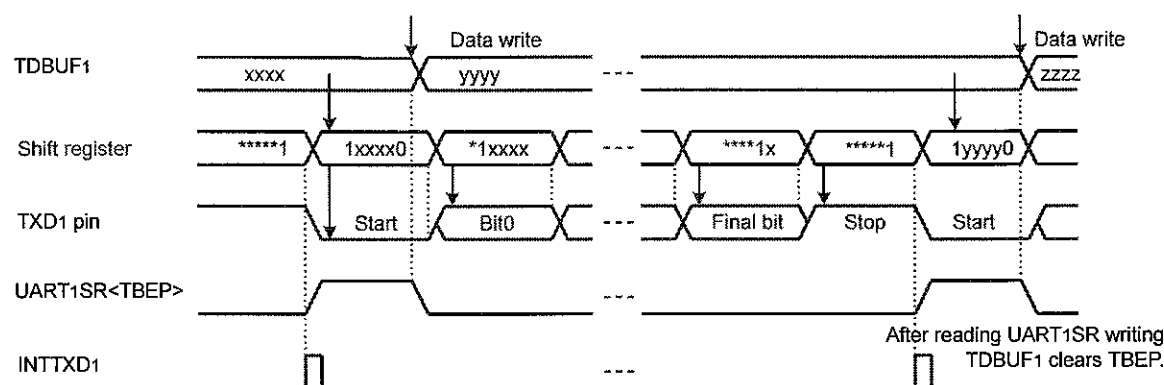 Data write Data write
TDBUF1 xxxx yyyy --- zzzz
Shift register *****1 1xxxx0 *1xxxx --- ****1x *****1 1yyyy0
TXD1 pin Start Bit0 --- Final bit Stop Start
UART1SR<TBEP> ---
After reading UART1SR writing
INTTXD1 --- TDBUF1 clears TBEP.